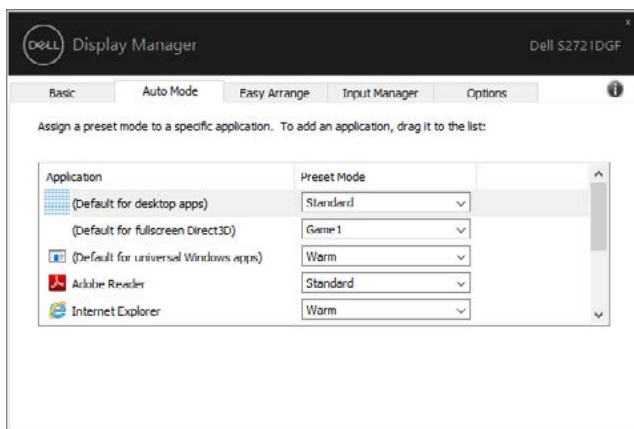 x
DELL Display Manager Dell S2721DGF
Basic Auto Mode Easy Arrange Input Manager Options
Assign a preset mode to a specific application. To add an application, drag it to the list:
Application Preset Mode
(Default for desktop apps) Standard
(Default for fullscreen Direct3D) Game1
(Default for universal Windows apps) Warm
Adobe Reader Standard
Internet Explorer Warm